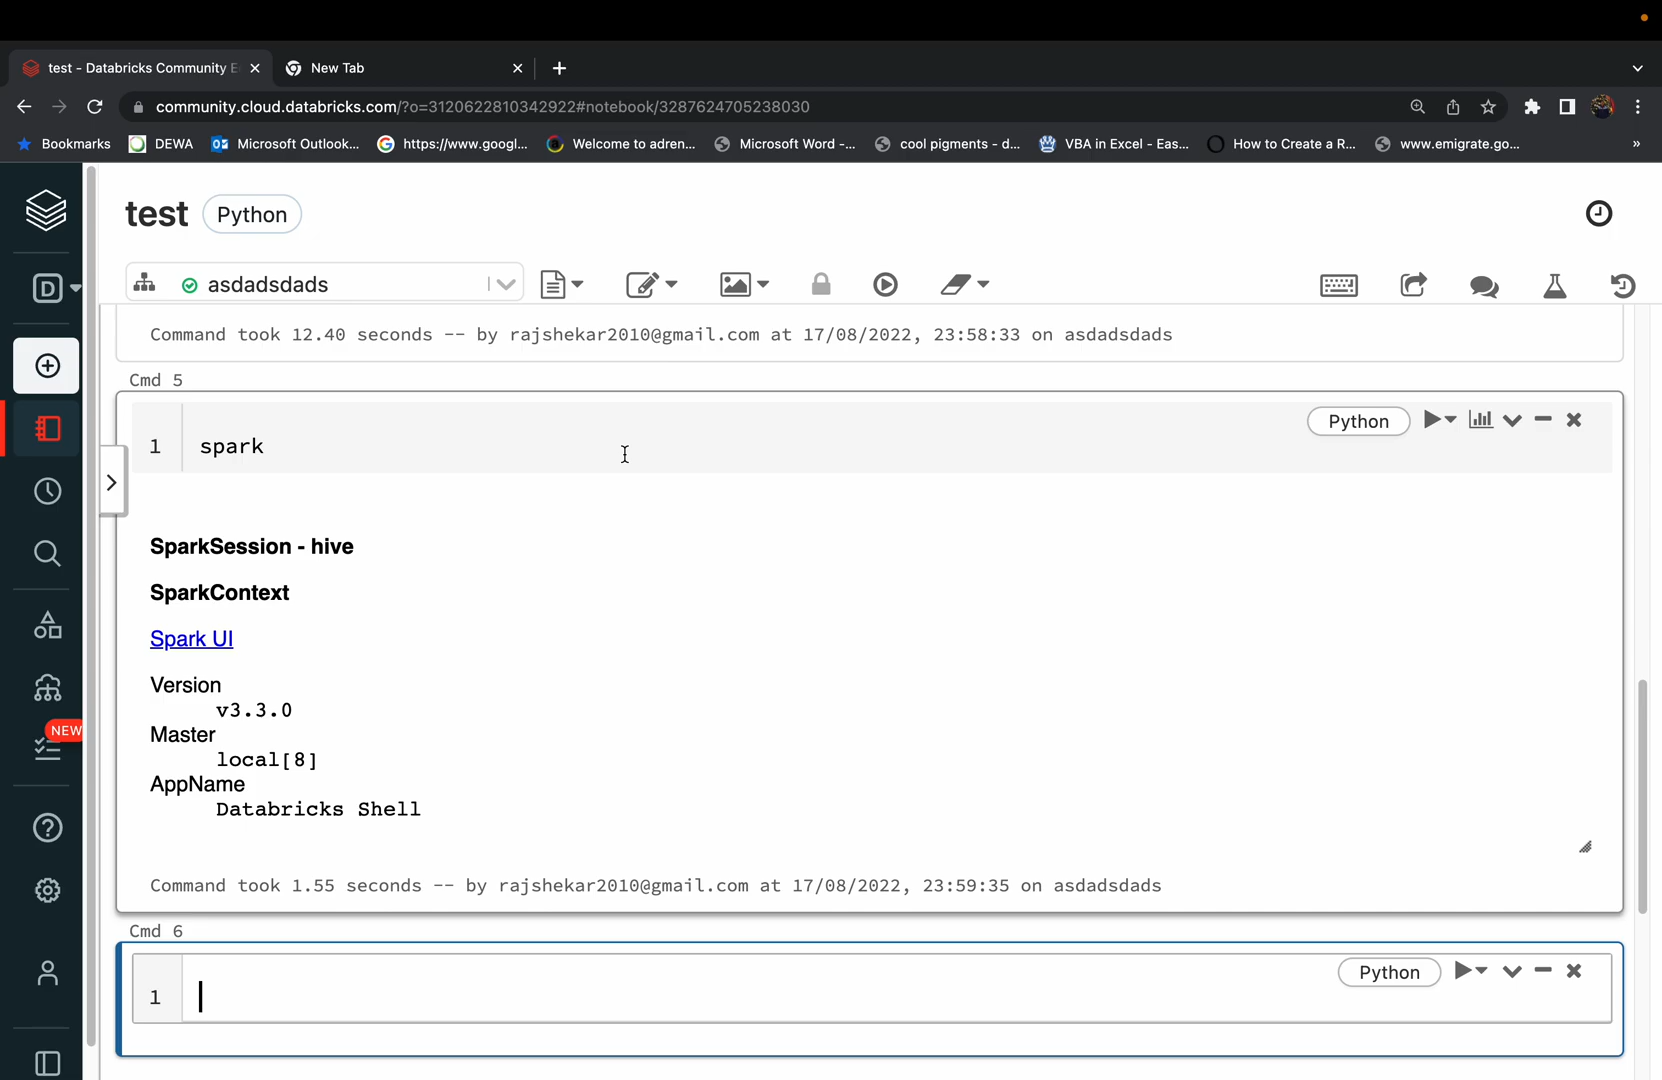 test - Databricks Community E
New Tab
community.cloud.databricks.com/?o=3120622810342922#notebook/3287624705238030
Bookmarks
DEWA
Microsoft Outlook...
https://www.googl...
Welcome to adren...
Microsoft Word -...
cool pigments - d...
VBA in Excel - Eas...
How to Create a R...
www.emigrate.go...
»
test
Python
D
asdadsdads
Command took 12.40 seconds -- by rajshekar2010@gmail.com at 17/08/2022, 23:58:33 on asdadsdads
Cmd 5
Python
1 spark
SparkSession - hive
SparkContext
Spark UI
Version
v3.3.0
Master
local[8]
AppName
Databricks Shell
NEW
Command took 1.55 seconds -- by rajshekar2010@gmail.com at 17/08/2022, 23:59:35 on asdadsdads
Cmd 6
Python
1